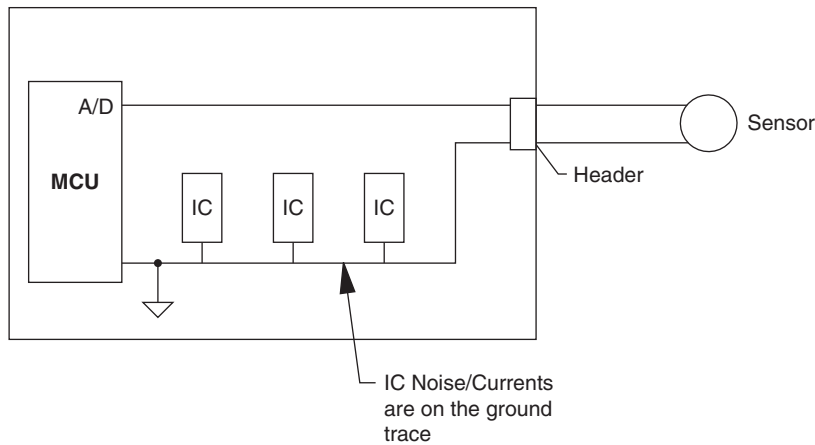 A/D
MCU
IC
IC
IC
Sensor
Header
IC Noise/Currents
are on the ground
trace